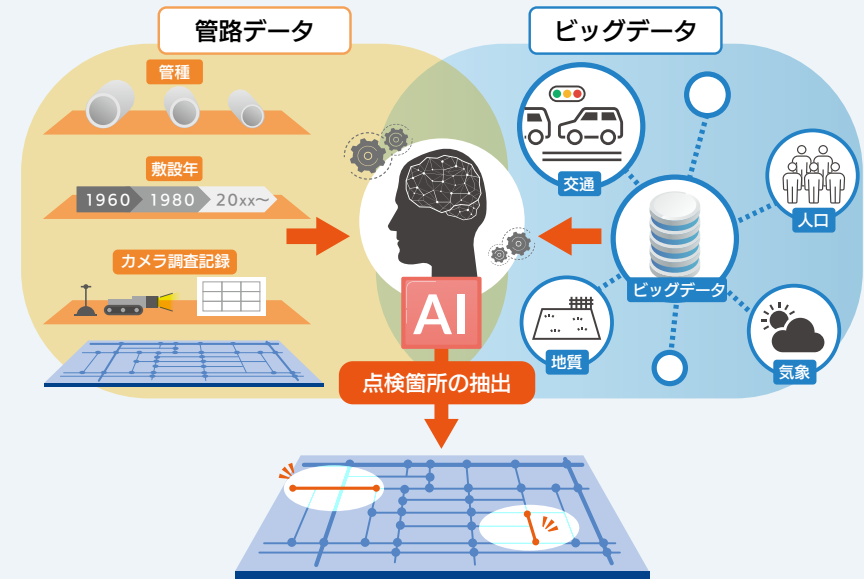 管路データ
管種
敷設年
1960
1980
20xx～
カメラ調査記録
ビッグデータ
交通
人口
ビッグデータ
地質
気象
AI
点検箇所の抽出